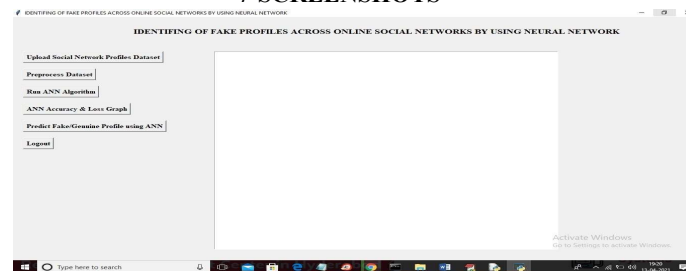 7 SCREENSHOTS
IDENTIFING OF FAKE PROFILES ACROSS ONLINE SOCIAL NETWORKS BY USING NEURAL NETWORK
IDENTIFING OF FAKE PROFILES ACROSS ONLINE SOCIAL NETWORKS BY USING NEURAL NETWORK
Upload Social Network Profiles Dataset
Preprocess Dataset
Run ANN Algorithm
ANN Accuracy & Loss Graph
Predict Fake/Genuine Profile using ANN
Logout
Activate Windows
Go to Settings to activate Windows.
Type here to search
19:20
13-04-2021